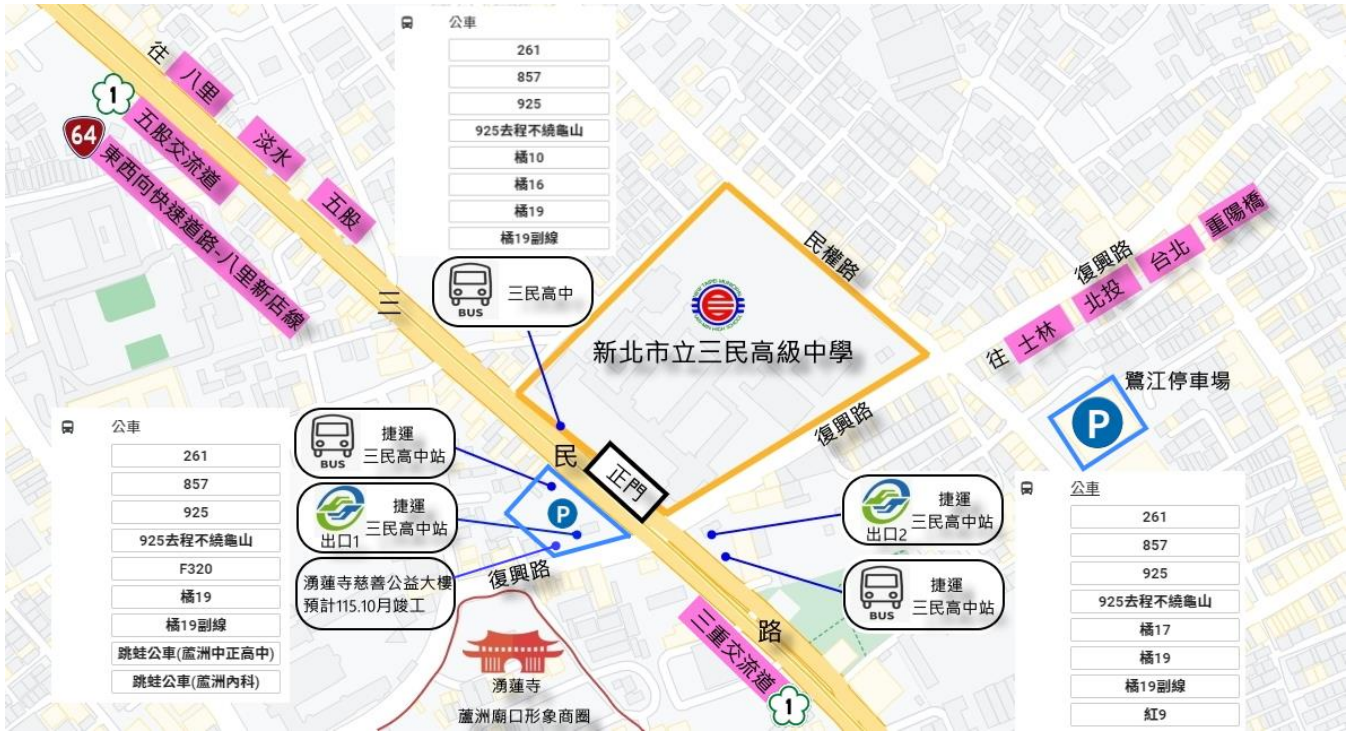 公車
261
857
925
925去程不繞龜山
橘10
橘16
橘19
橘19副線
往 八里
淡水
五股
1
五股交流道
64
東西向快速道路-八里新店線
三
BUS
三民高中
民權路
新北市立三民高級中學
復興路
往 士林 北投 台北 重陽橋
鷺江停車場
P
復興路
公車
261
857
925
925去程不繞龜山
F320
橘19
橘19副線
跳蛙公車(蘆洲中正高中)
跳蛙公車(蘆洲內科)
BUS
捷運
三民高中站
出口1
捷運
三民高中站
湧蓮寺慈善公益大樓
預計115.10月竣工
民
正門
P
復興路
出口2
捷運
三民高中站
BUS
捷運
三民高中站
路
三重交流道
1
湧蓮寺
蘆洲廟口形象商圈
公車
261
857
925
925去程不繞龜山
橘17
橘19
橘19副線
紅9